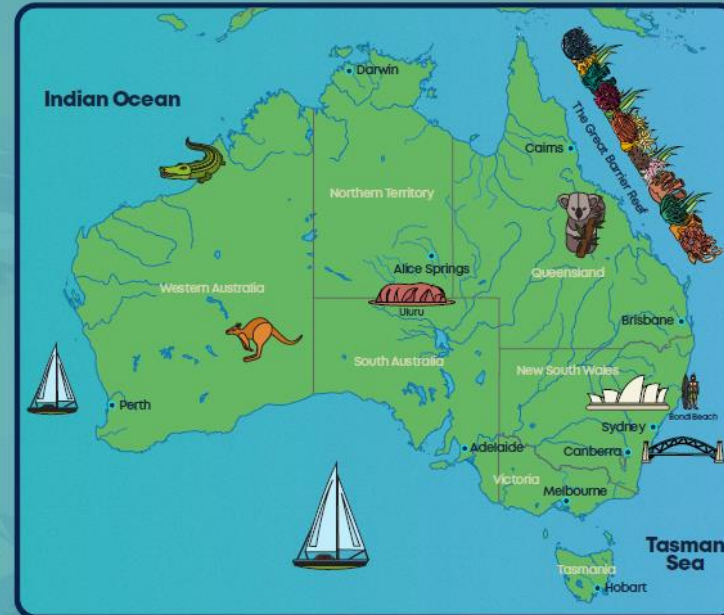 Darwin
Indian Ocean
The Great Barrier Reef
Cairns
Northern Territory
Alice Springs
Queensland
Western Australia
Uluru
Brisbane
South Australia
New South Wales
Perth
Bondi Beach
Sydney
Adelaide
Canberra
Victoria
Melbourne
Tasman
Sea
Tasmania
Hobart